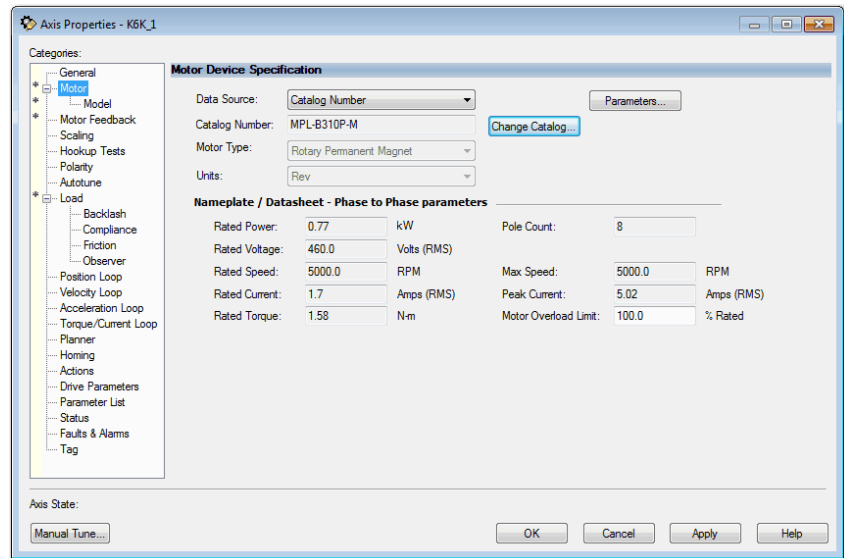 Axis Properties - K6K_1
Categories:
General
* Motor
* Model
* Motor Feedback
Scaling
Hookup Tests
Polarity
Autotune
* Load
Backlash
Compliance
Friction
Observer
Position Loop
Velocity Loop
Acceleration Loop
Torque/Current Loop
Planner
Homing
Actions
Drive Parameters
Parameter List
Status
Faults & Alarms
Tag
Motor Device Specification
Data Source: Catalog Number Parameters...
Catalog Number: MPL-B310P-M Change Catalog...
Motor Type: Rotary Permanent Magnet
Units: Rev
Nameplate / Datasheet - Phase to Phase parameters
Rated Power: 0.77 kW Pole Count: 8
Rated Voltage: 460.0 Volts (RMS)
Rated Speed: 5000.0 RPM Max Speed: 5000.0 RPM
Rated Current: 1.7 Amps (RMS) Peak Current: 5.02 Amps (RMS)
Rated Torque: 1.58 N-m Motor Overload Limit: 100.0 % Rated
Axis State:
Manual Tune... OK Cancel Apply Help